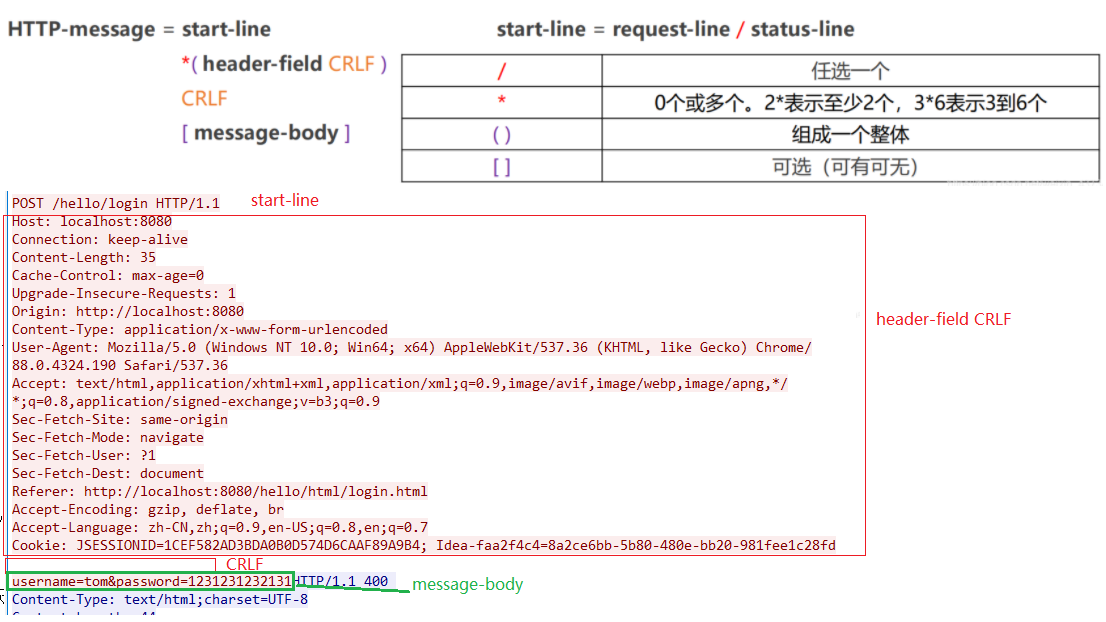 HTTP-message = start-line
*( header-field CRLF )
CRLF
[ message-body ]
start-line = request-line / status-line
/ 任选一个
* 0个或多个。2*表示至少2个，3*6表示3到6个
( ) 组成一个整体
[ ] 可选（可有可无）
POST /hello/login HTTP/1.1 start-line
Host: localhost:8080
Connection: keep-alive
Content-Length: 35
Cache-Control: max-age=0
Upgrade-Insecure-Requests: 1
Origin: http://localhost:8080
header-field CRLF
Content-Type: application/x-www-form-urlencoded
User-Agent: Mozilla/5.0 (Windows NT 10.0; Win64; x64) AppleWebKit/537.36 (KHTML, like Gecko) Chrome/
88.0.4324.190 Safari/537.36
Accept: text/html,application/xhtml+xml,application/xml;q=0.9,image/avif,image/webp,image/apng,*/
*;q=0.8,application/signed-exchange;v=b3;q=0.9
Sec-Fetch-Site: same-origin
Sec-Fetch-Mode: navigate
Sec-Fetch-User: ?1
Sec-Fetch-Dest: document
Referer: http://localhost:8080/hello/html/login.html
Accept-Encoding: gzip, deflate, br
Accept-Language: zh-CN,zh;q=0.9,en-US;q=0.8,en;q=0.7
Cookie: JSESSIONID=1CEF582AD3BDA0B0D574D6CAAF89A9B4; Idea-faa2f4c4=8a2ce6bb-5b80-480e-bb20-981fee1c28fd
CRLF
username=tom&password=1231231232131HTTP/1.1 400 message-body
Content-Type: text/html;charset=UTF-8